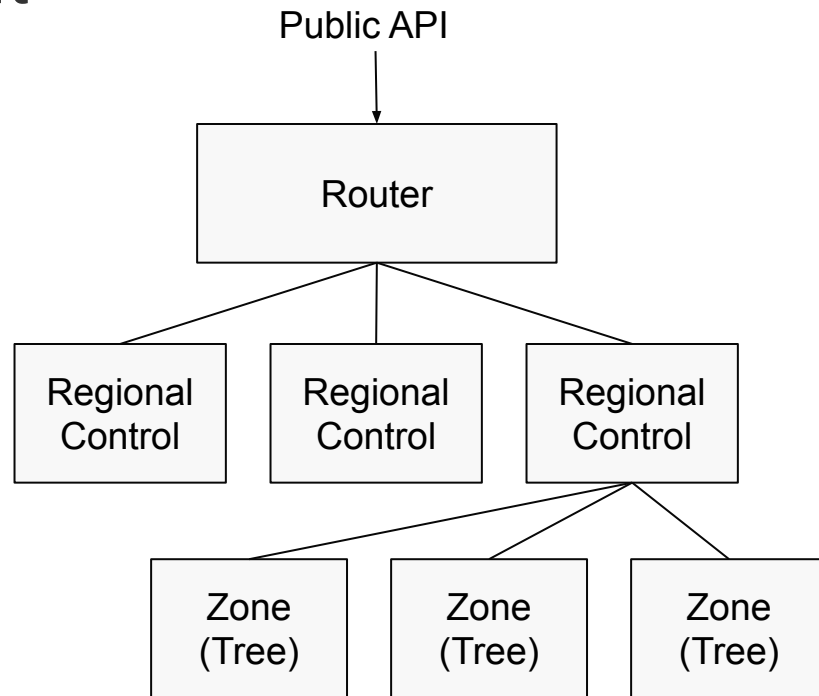 Public API
Router
Regional
Control
Regional
Control
Regional
Control
Zone
(Tree)
Zone
(Tree)
Zone
(Tree)